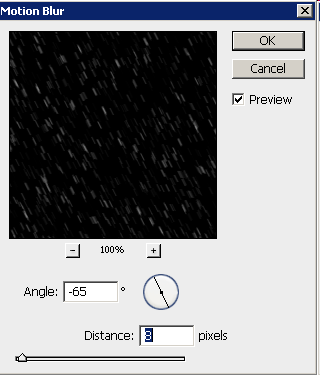 Motion Blur
OK
Cancel
Preview
- 100% +
Angle: -65 °
Distance: 8 pixels